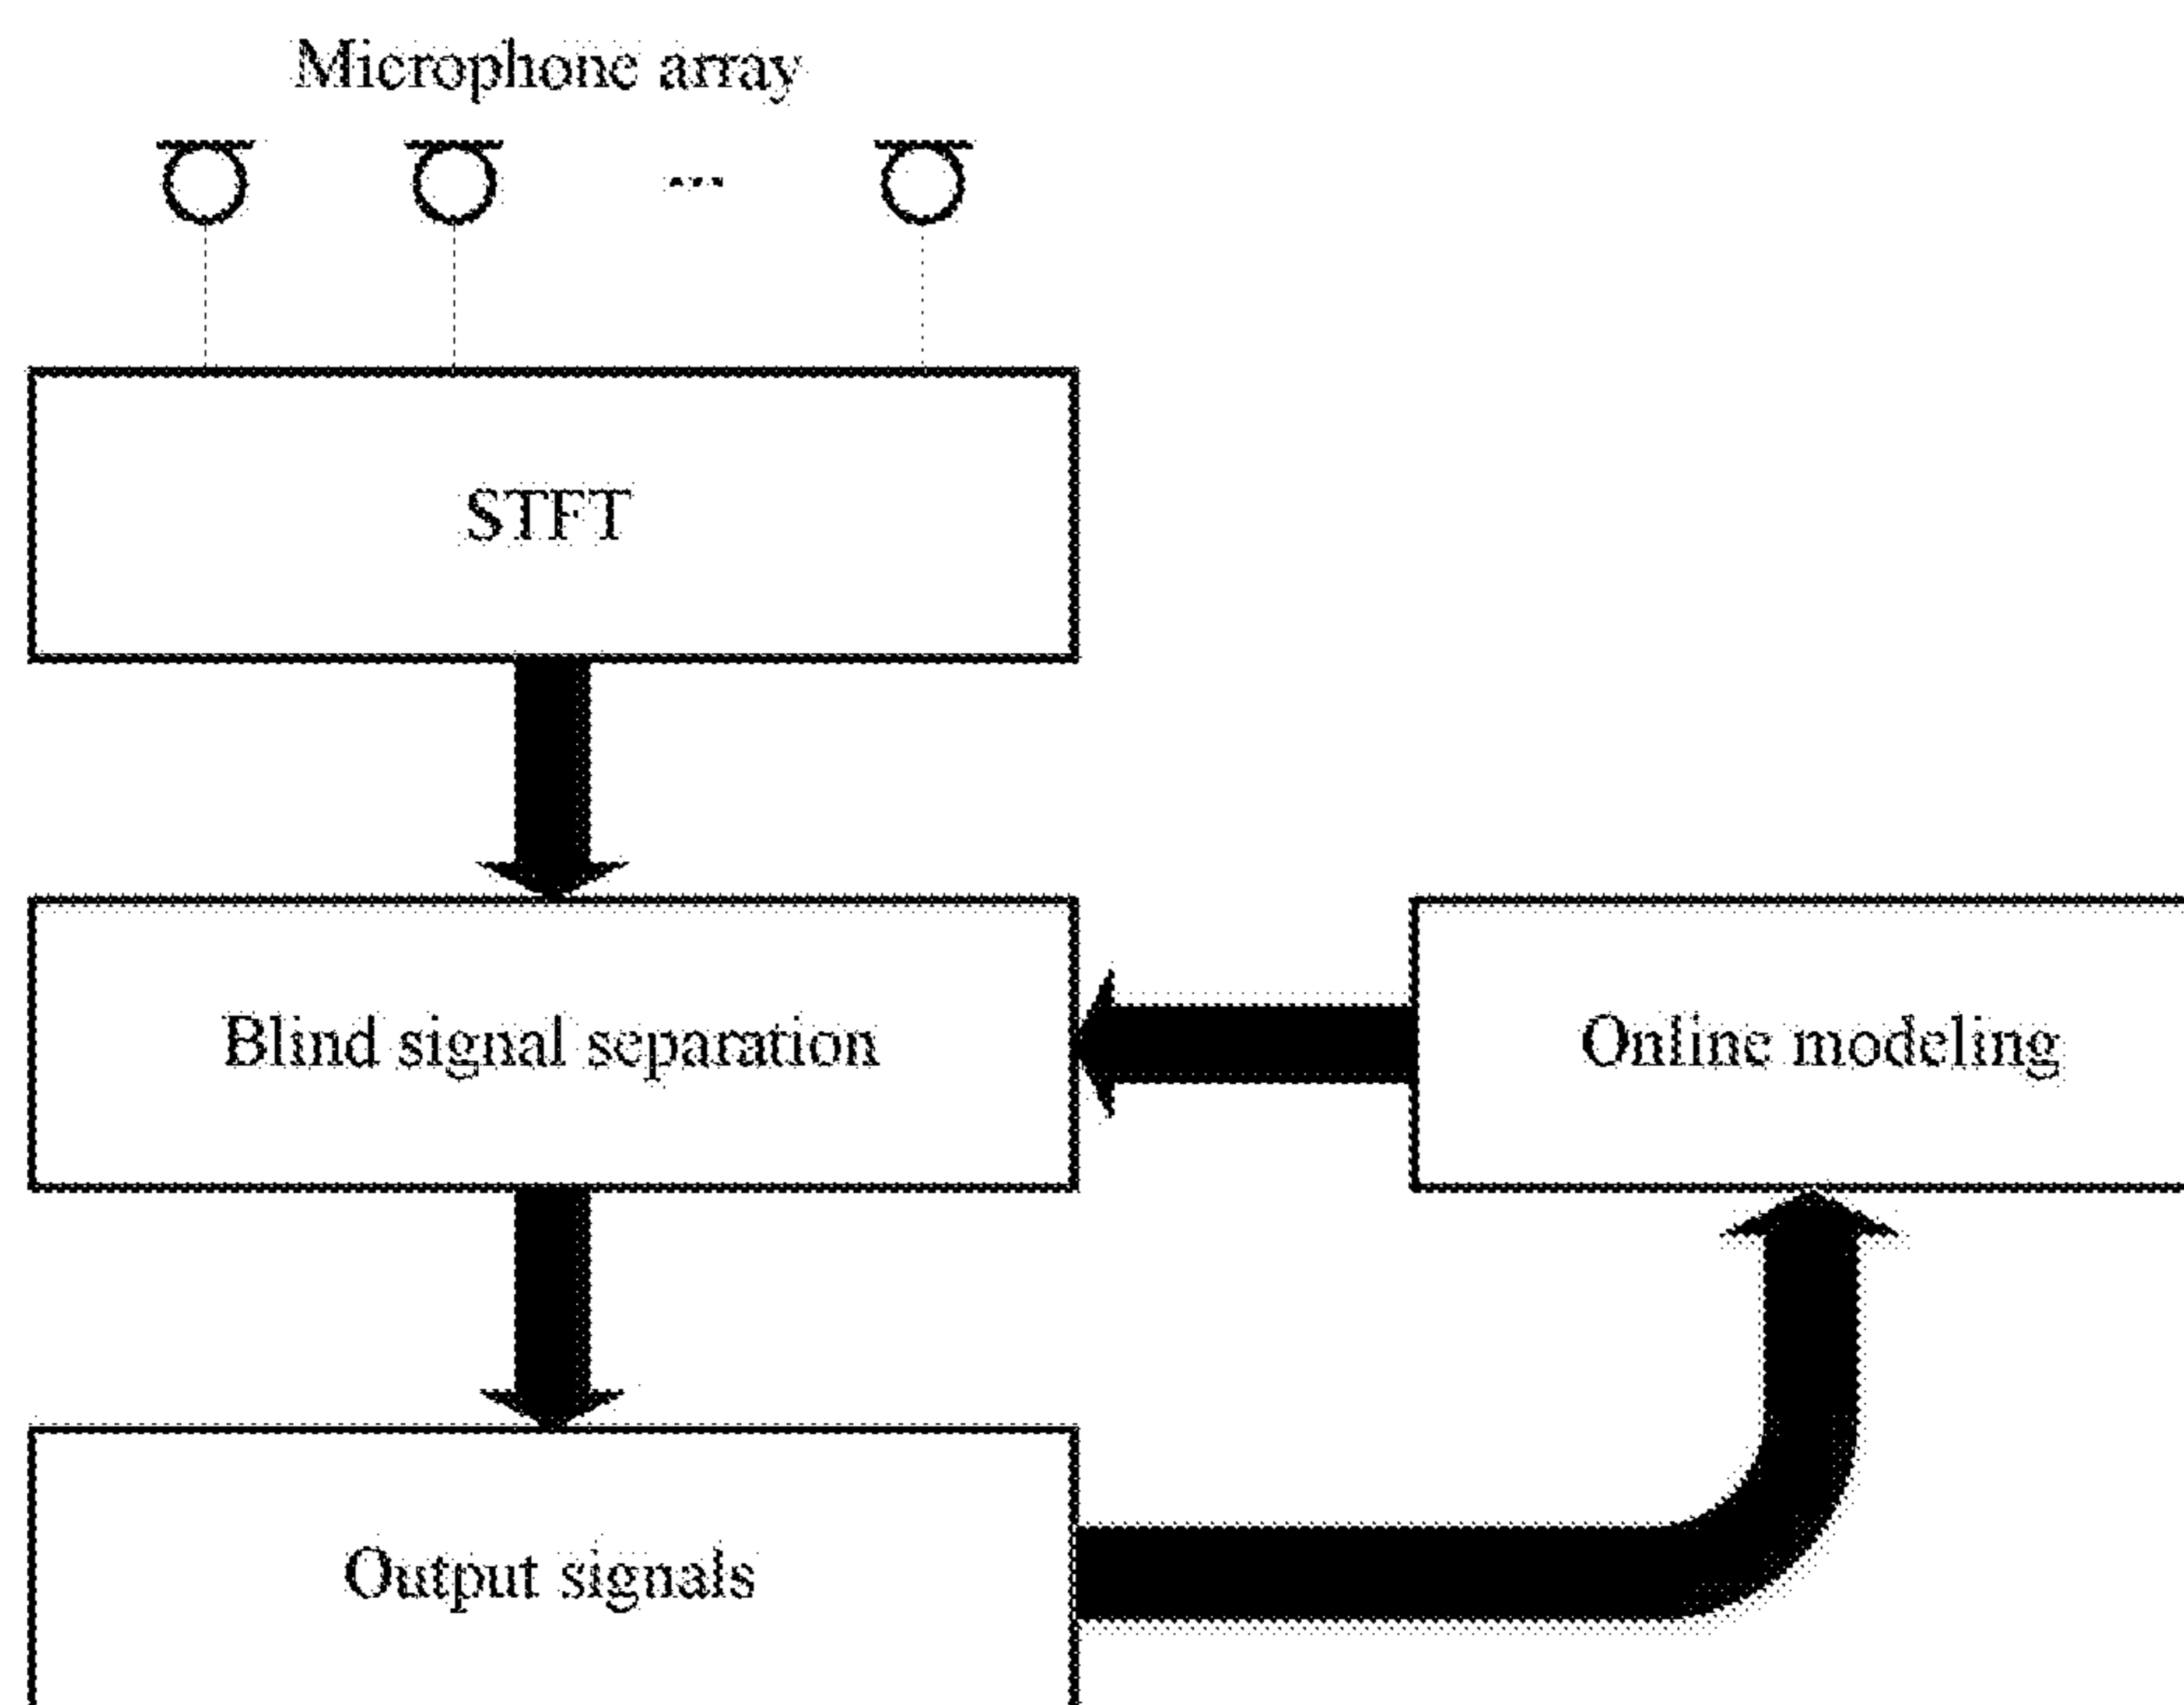 Microphone array
...
STFT
Blind signal separation
Online modeling
Output signals